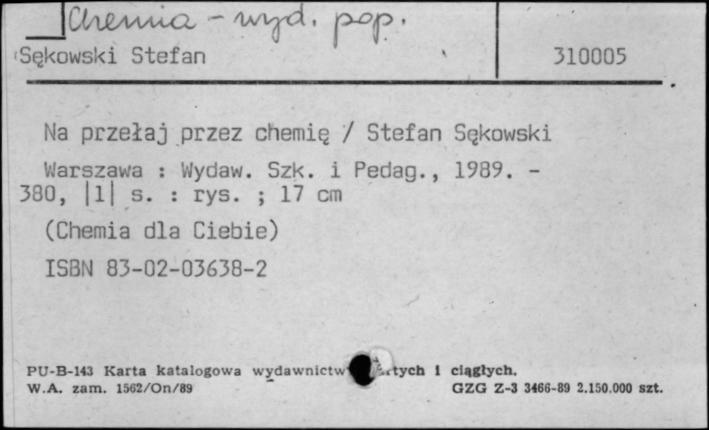 Chemia - wyd. pop.
Sękowski Stefan 310005
Na przełaj przez chemię / Stefan Sękowski
Warszawa : Wydaw. Szk. i Pedag., 1989. -
380, |1| s. : rys. ; 17 cm
(Chemia dla Ciebie)
ISBN 83-02-03638-2
PU-B-143 Karta katalogowa wydawnictw i ciągłych.
W.A. zam. 1562/On/89 GZG Z-3 3466-89 2.150.000 szt.